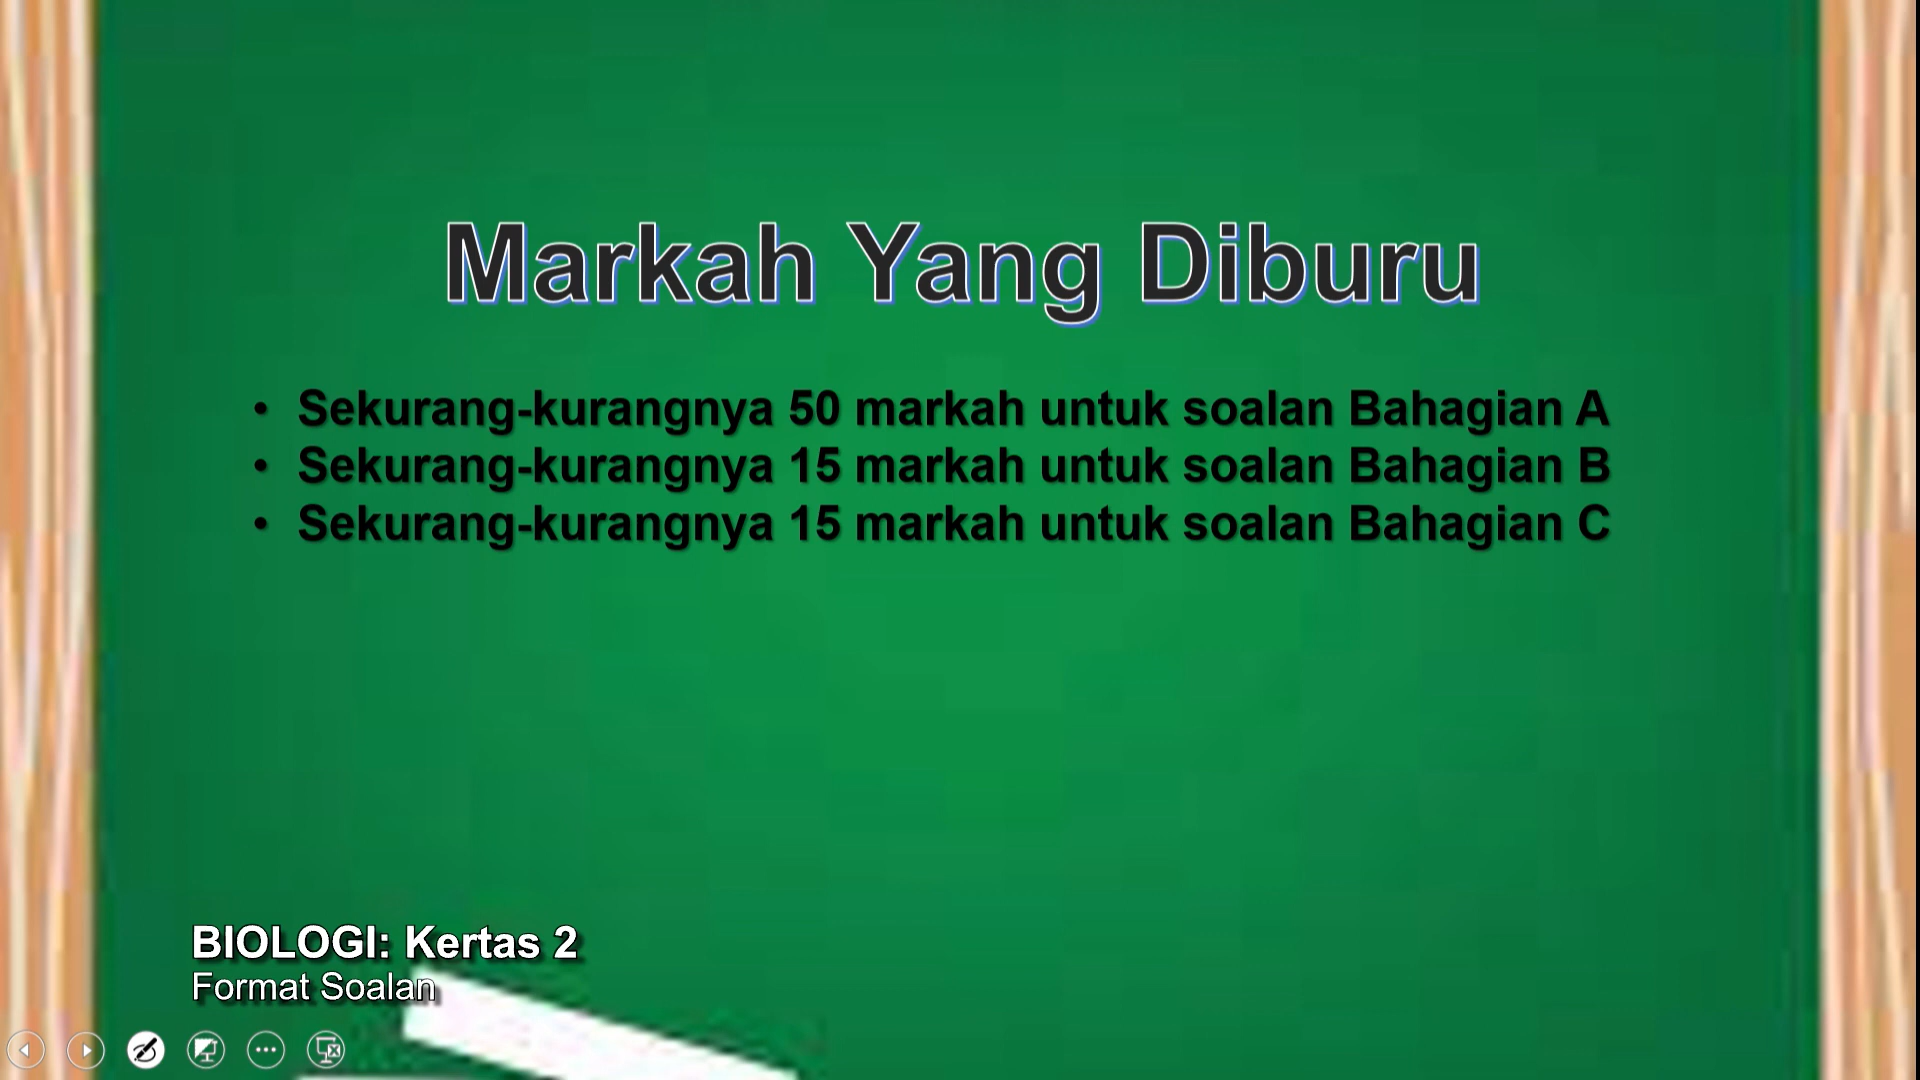 Markah Yang Diburu
• Sekurang-kurangnya 50 markah untuk soalan Bahagian A
• Sekurang-kurangnya 15 markah untuk soalan Bahagian B
• Sekurang-kurangnya 15 markah untuk soalan Bahagian C
BIOLOGI: Kertas 2
Format Soalan